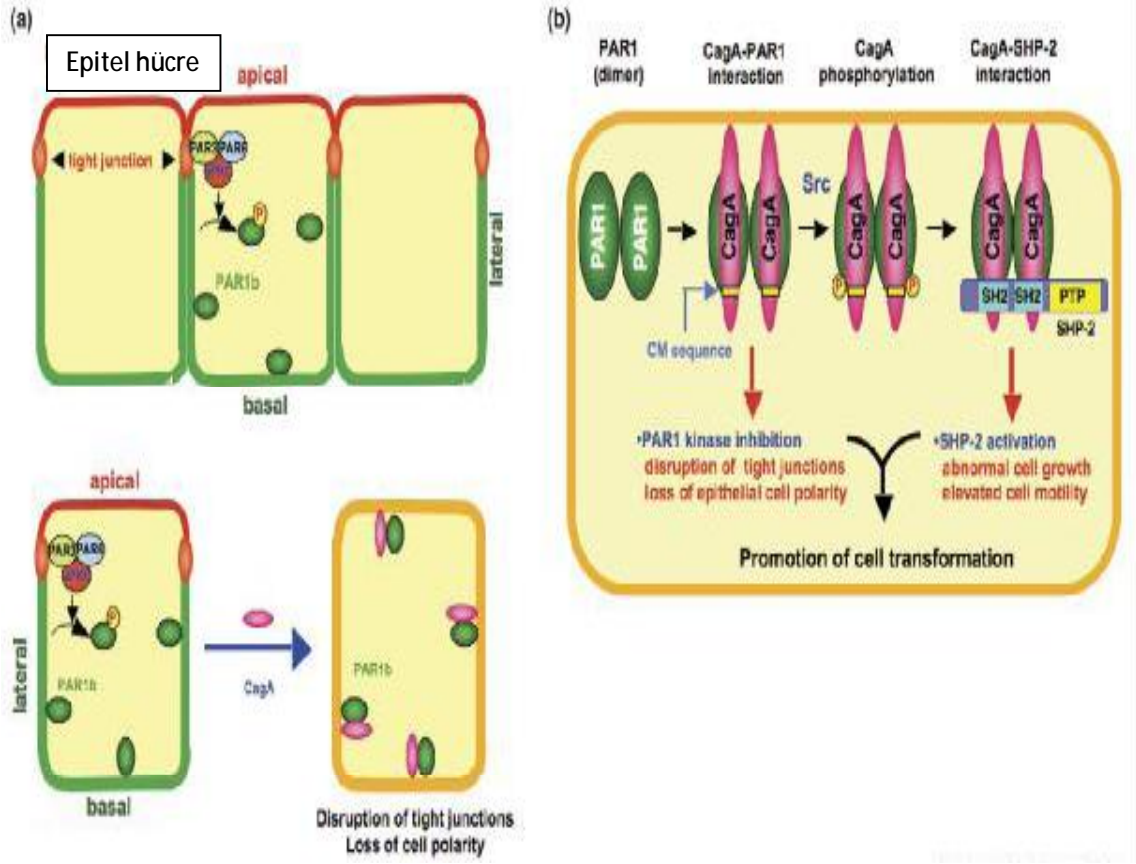 (a)
Epitel hücre
apical
tight junction
PAR6
P
PAR1b
lateral
basal
apical
PAR6
P
lateral
PAR1b
basal
CagA
PAR1b
Disruption of tight junctions
Loss of cell polarity
(b)
PAR1
(dimer)
CagA-PAR1
Interaction
CagA
phosphorylation
CagA-SHP-2
interaction
PAR1
PAR1
CagA
CagA
Src
CagA
CagA
CagA
CagA
P
P
SH2
SH2
PTP
SHP-2
CM sequence
•PAR1 kinase inhibition
disruption of tight junctions
loss of epithelial cell polarity
•SHP-2 activation
abnormal cell growth
elevated cell motility
Promotion of cell transformation